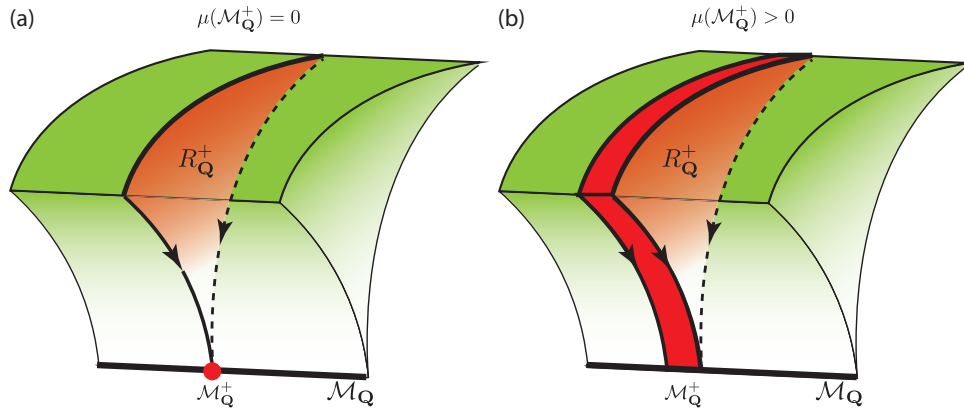 (a)
μ(ℳ_𝐐^+) = 0
R_𝐐^+
ℳ_𝐐^+
ℳ_𝐐
(b)
μ(ℳ_𝐐^+) > 0
R_𝐐^+
ℳ_𝐐^+
ℳ_𝐐